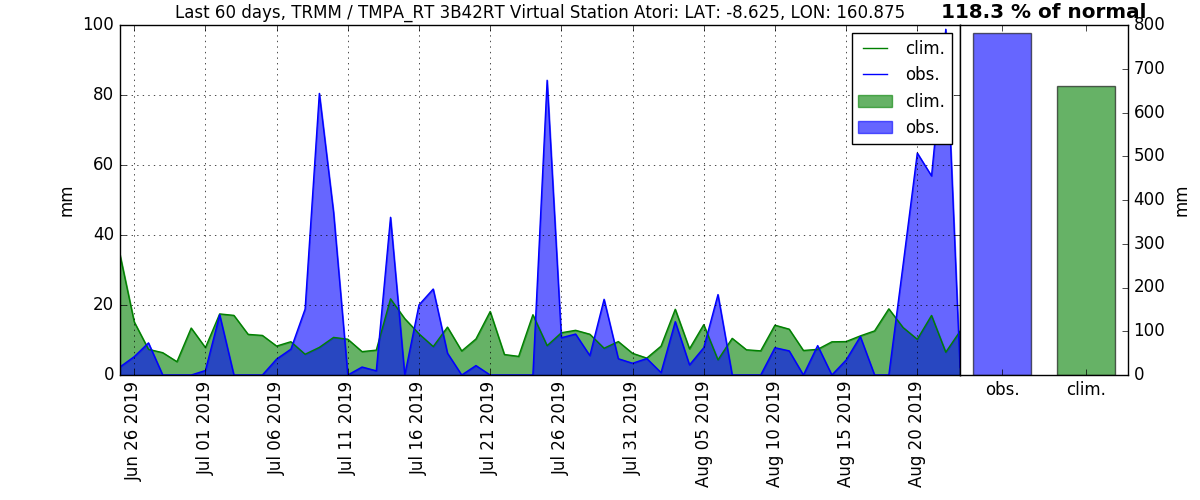 Last 60 days, TRMM / TMPA_RT 3B42RT Virtual Station Atori: LAT: -8.625, LON: 160.875
118.3 % of normal
100
80
60
40
20
0
mm
clim.
obs.
clim.
obs.
800
700
600
500
400
300
200
100
0
mm
Jun 26 2019
Jul 01 2019
Jul 06 2019
Jul 11 2019
Jul 16 2019
Jul 21 2019
Jul 26 2019
Jul 31 2019
Aug 05 2019
Aug 10 2019
Aug 15 2019
Aug 20 2019
obs.
clim.